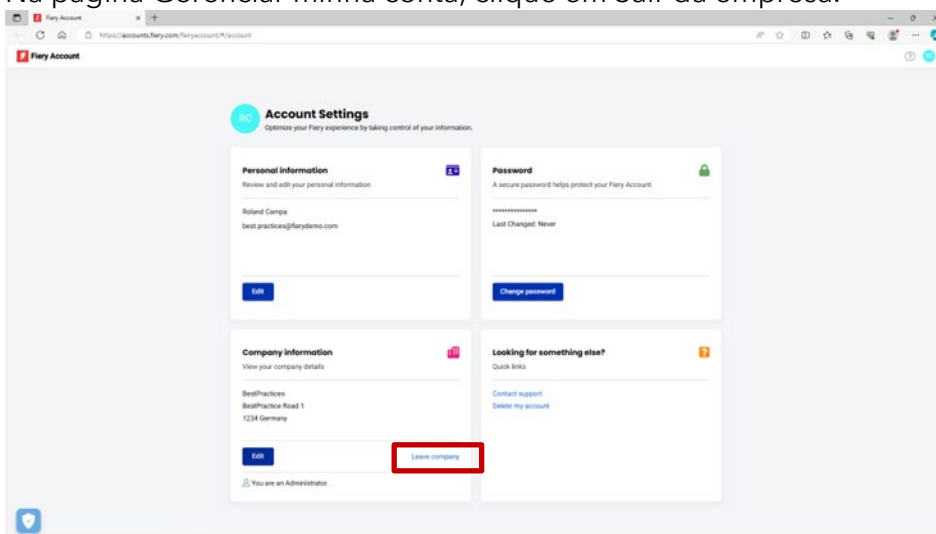 Na página Gerenciar minha conta, clique em Sair da empresa.
Fiery Account
https://accounts.fiery.com/fieryaccount/#/account
Fiery Account
RC
RC
Account Settings
Optimize your Fiery experience by taking control of your information.
Personal information
Review and edit your personal information
Roland Campa
best.practices@fierydemo.com
Edit
Password
A secure password helps protect your Fiery Account
***************
Last Changed: Never
Change password
Company information
View your company details
BestPractices
BestPractice Road 1
1234 Germany
Edit
Leave company
You are an Administrator.
Looking for something else?
Quick links
Contact support
Delete my account